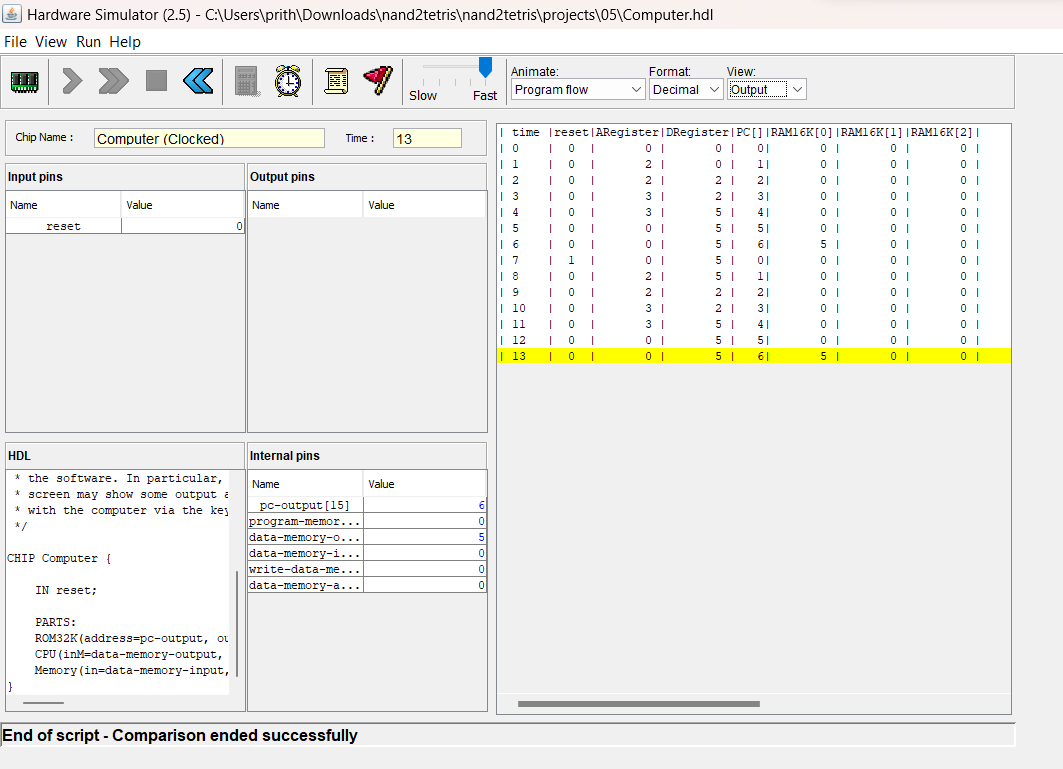 Hardware Simulator (2.5) - C:\Users\prith\Downloads\nand2tetris\nand2tetris\projects\05\Computer.hdl
File View Run Help
Slow Fast
Animate: Format: View:
Program flow Decimal Output
Chip Name : Computer (Clocked) Time : 13
Input pins
Name Value
reset 0
Output pins
Name Value
HDL
* the software. In particular,
* screen may show some output a
* with the computer via the key
*/
CHIP Computer {
IN reset;
PARTS:
ROM32K(address=pc-output, ou
CPU(inM=data-memory-output,
Memory(in=data-memory-input,
}
Internal pins
Name Value
pc-output[15] 6
program-memor... 0
data-memory-o... 5
data-memory-i... 0
write-data-me... 0
data-memory-a... 0
| time |reset|ARegister|DRegister|PC[]|RAM16K[0]|RAM16K[1]|RAM16K[2]|
| 0 | 0 | 0 | 0 | 0| 0 | 0 | 0 |
| 1 | 0 | 2 | 0 | 1| 0 | 0 | 0 |
| 2 | 0 | 2 | 2 | 2| 0 | 0 | 0 |
| 3 | 0 | 3 | 2 | 3| 0 | 0 | 0 |
| 4 | 0 | 3 | 5 | 4| 0 | 0 | 0 |
| 5 | 0 | 0 | 5 | 5| 0 | 0 | 0 |
| 6 | 0 | 0 | 5 | 6| 5 | 0 | 0 |
| 7 | 1 | 0 | 5 | 0| 0 | 0 | 0 |
| 8 | 0 | 2 | 5 | 1| 0 | 0 | 0 |
| 9 | 0 | 2 | 2 | 2| 0 | 0 | 0 |
| 10 | 0 | 3 | 2 | 3| 0 | 0 | 0 |
| 11 | 0 | 3 | 5 | 4| 0 | 0 | 0 |
| 12 | 0 | 0 | 5 | 5| 0 | 0 | 0 |
| 13 | 0 | 0 | 5 | 6| 5 | 0 | 0 |
End of script - Comparison ended successfully